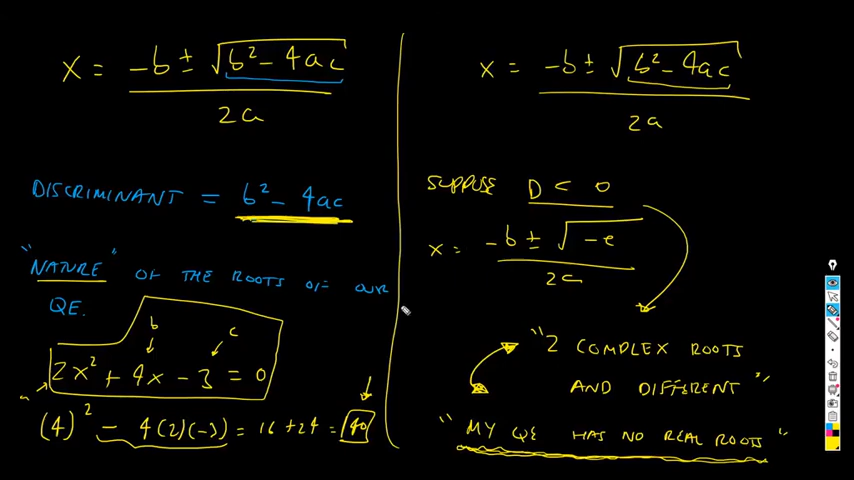 x = -b ± √(b² - 4ac) / 2a
DISCRIMINANT = b² - 4ac
"NATURE" OF THE ROOTS OF OUR
QE.
b c
a 2x² + 4x - 3 = 0
(4)² - 4(2)(-3) = 16 + 24 = 40
x = -b ± √(b² - 4ac) / 2a
SUPPOSE D < 0
x = -b ± √-e / 2a
"2 COMPLEX ROOTS
AND DIFFERENT"
"MY QE HAS NO REAL ROOTS"